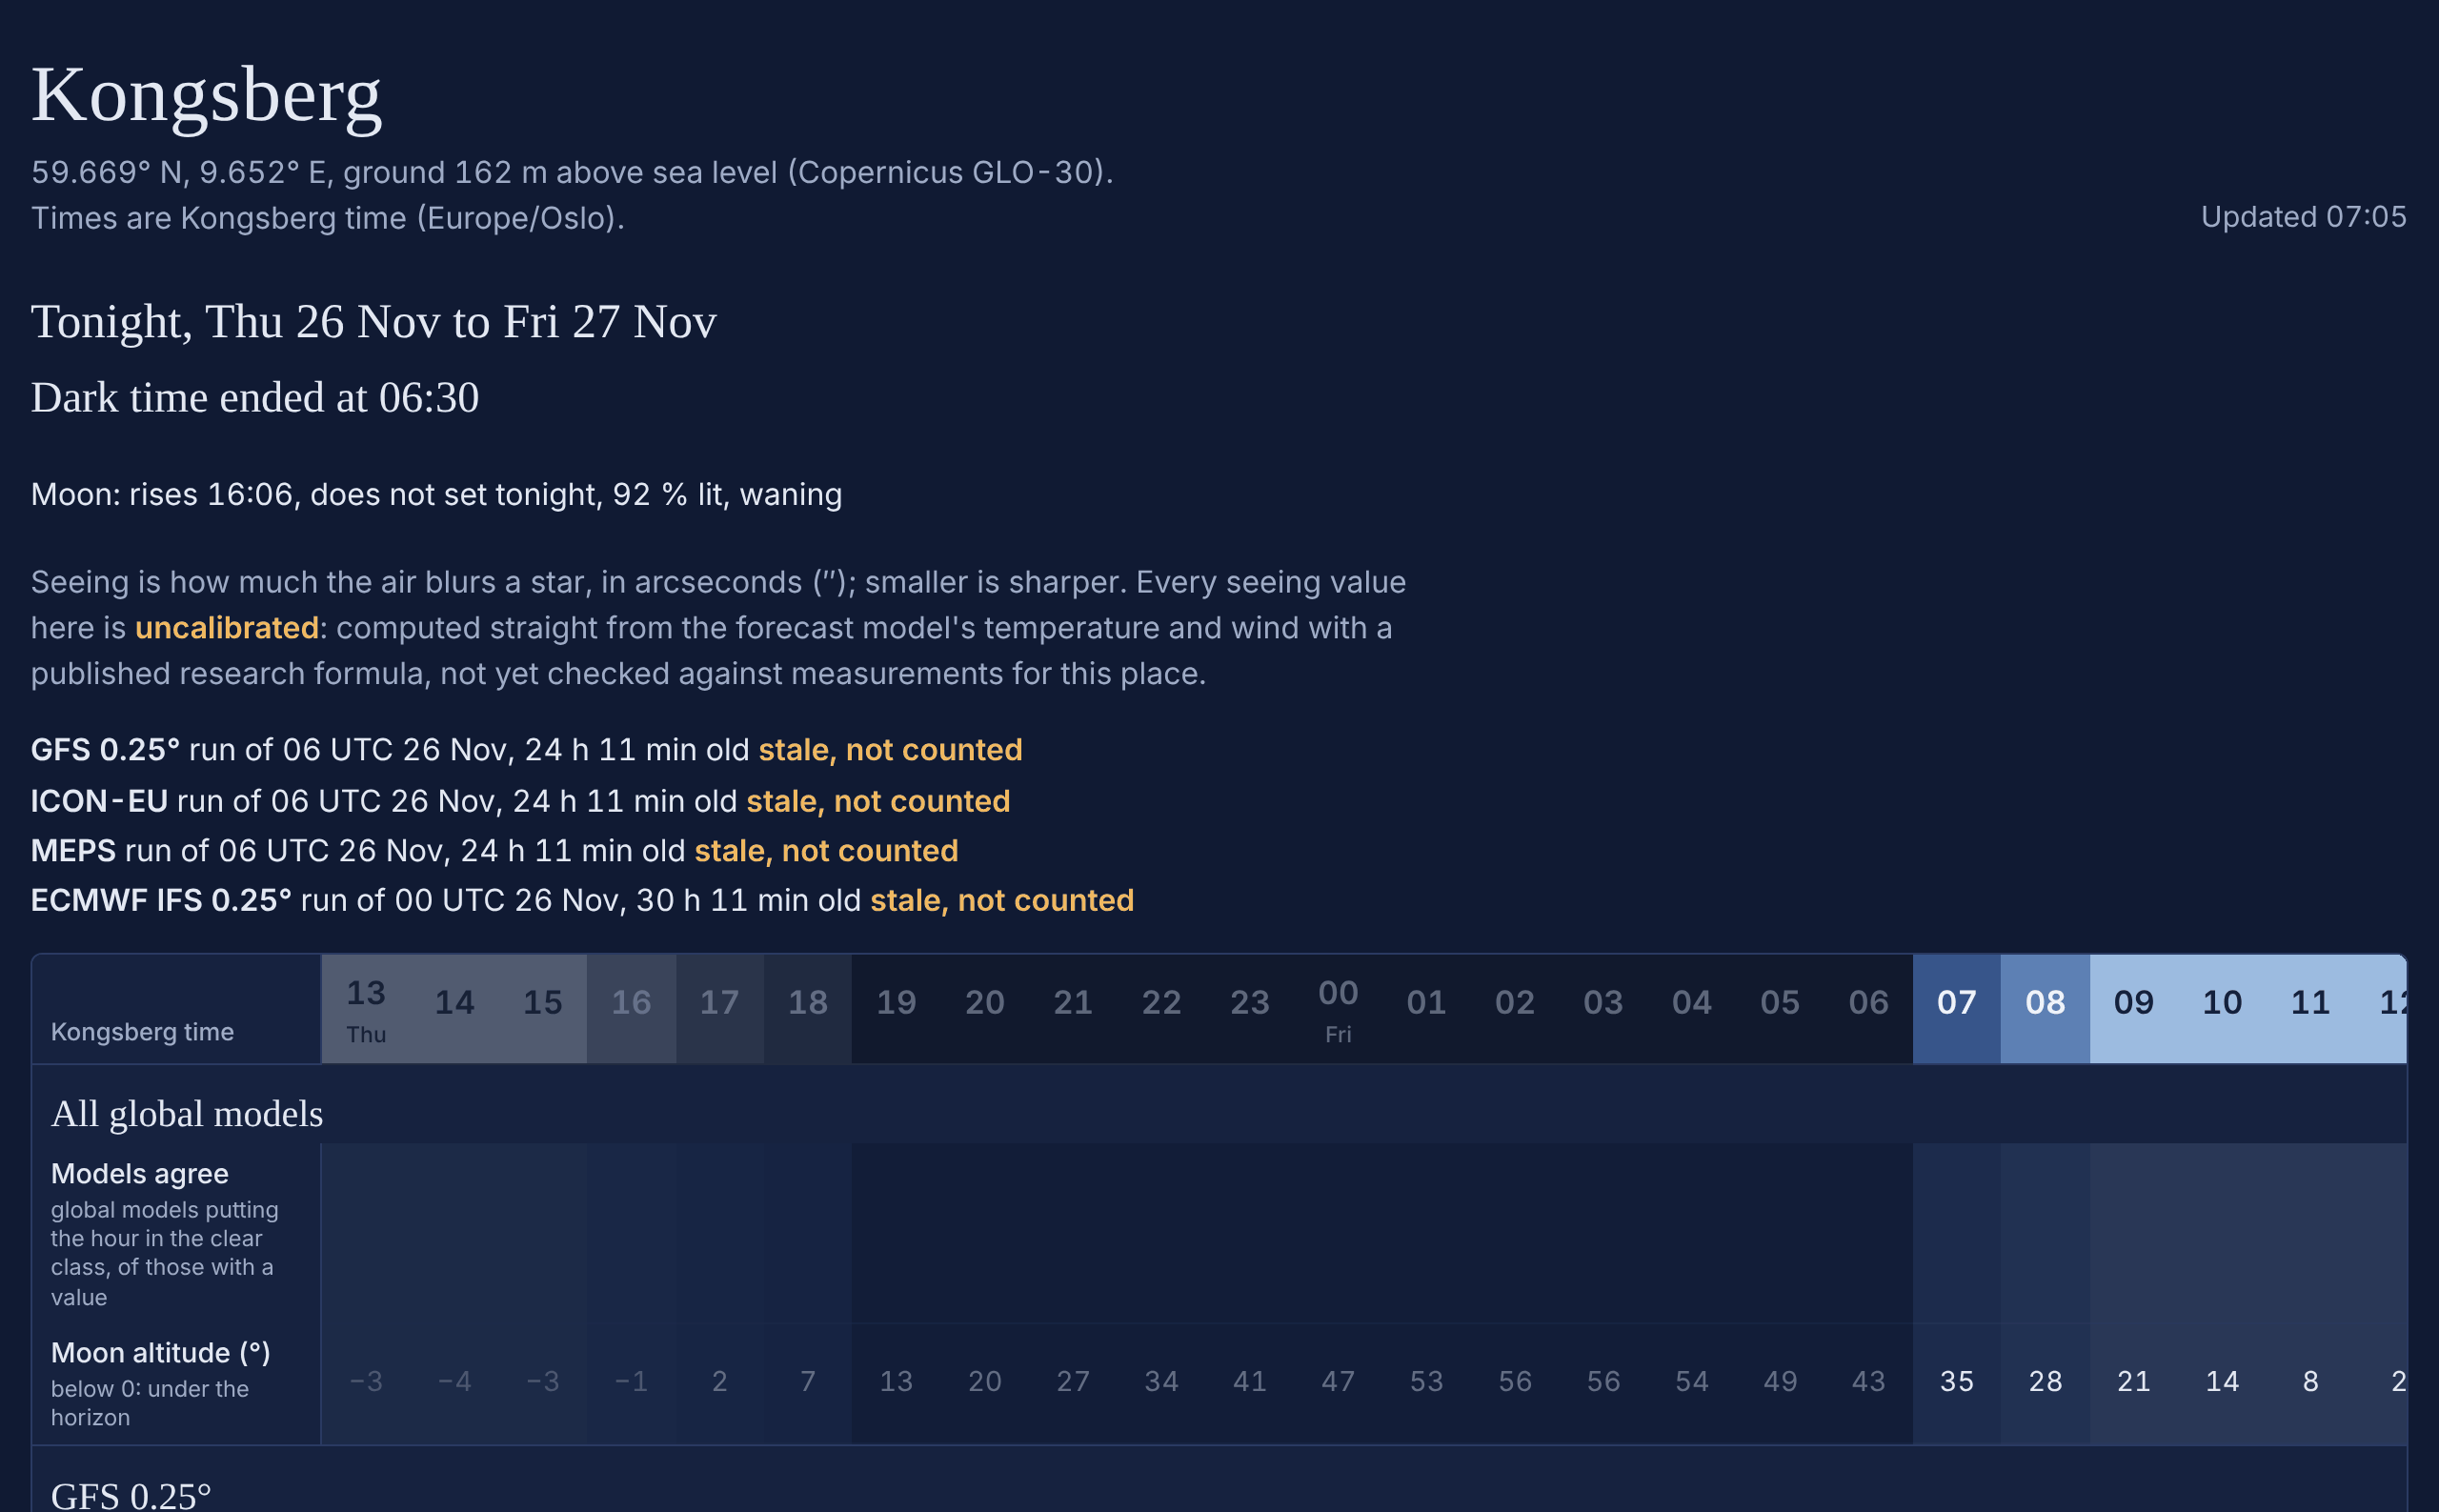 Kongsberg
59.669° N, 9.652° E, ground 162 m above sea level (Copernicus GLO-30).
Times are Kongsberg time (Europe/Oslo).
Updated 07:05
Tonight, Thu 26 Nov to Fri 27 Nov
Dark time ended at 06:30
Moon: rises 16:06, does not set tonight, 92 % lit, waning
Seeing is how much the air blurs a star, in arcseconds (″); smaller is sharper. Every seeing value
here is uncalibrated: computed straight from the forecast model's temperature and wind with a
published research formula, not yet checked against measurements for this place.
GFS 0.25° run of 06 UTC 26 Nov, 24 h 11 min old stale, not counted
ICON-EU run of 06 UTC 26 Nov, 24 h 11 min old stale, not counted
MEPS run of 06 UTC 26 Nov, 24 h 11 min old stale, not counted
ECMWF IFS 0.25° run of 00 UTC 26 Nov, 30 h 11 min old stale, not counted
Kongsberg time
13 14 15 16 17 18 19 20 21 22 23 00 01 02 03 04 05 06 07 08 09 10 11 12
Thu Fri
All global models
Models agree
global models putting
the hour in the clear
class, of those with a
value
Moon altitude (°)
below 0: under the
horizon
−3 −4 −3 −1 2 7 13 20 27 34 41 47 53 56 56 54 49 43 35 28 21 14 8 2
GFS 0.25°